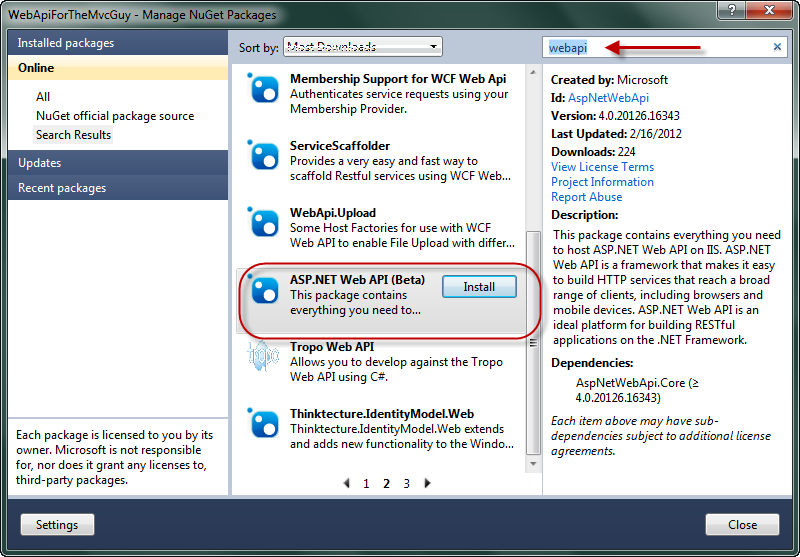 WebApiForTheMvcGuy - Manage NuGet Packages
Installed packages
Online
All
NuGet official package source
Search Results
Updates
Recent packages
Each package is licensed to you by its
owner. Microsoft is not responsible
for, nor does it grant any licenses to,
third-party packages.
Sort by: Most Downloads
Membership Support for WCF Web Api
Authenticates service requests using your
Membership Provider.
ServiceScaffolder
Provides a very easy and fast way to
scaffold Restful services using WCF Web...
WebApi.Upload
Some Host Factories for use with WCF
Web API to enable File Upload with differ...
ASP.NET Web API (Beta)
This package contains
everything you need to...
Install
Tropo Web API
Allows you to develop against the Tropo
Web API using C#.
Thinktecture.IdentityModel.Web
Thinktecture.IdentityModel.Web extends
and adds new functionality to the Windo...
1 2 3
webapi
Created by: Microsoft
Id: AspNetWebApi
Version: 4.0.20126.16343
Last Updated: 2/16/2012
Downloads: 224
View License Terms
Project Information
Report Abuse
Description:
This package contains everything you need
to host ASP.NET Web API on IIS. ASP.NET
Web API is a framework that makes it easy
to build HTTP services that reach a broad
range of clients, including browsers and
mobile devices. ASP.NET Web API is an
ideal platform for building RESTful
applications on the .NET Framework.
Dependencies:
AspNetWebApi.Core (≥
4.0.20126.16343)
Each item above may have sub-
dependencies subject to additional license
agreements.
Settings
Close